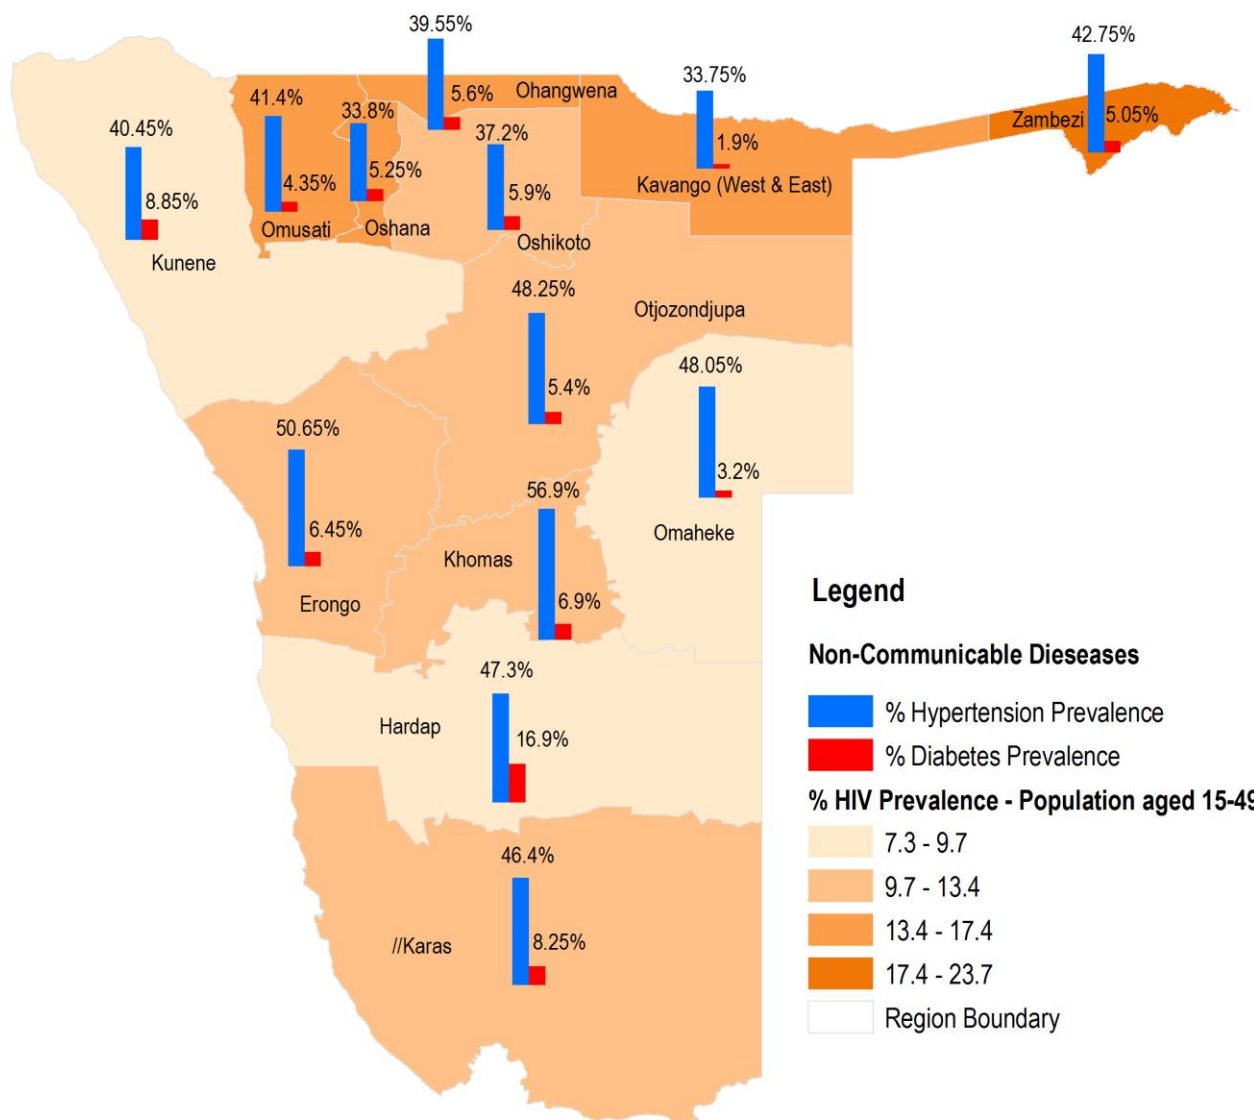 39.55%
42.75%
33.75%
Ohangwena
5.6%
41.4%
33.8%
40.45%
37.2%
1.9%
Zambezi
5.05%
8.85%
4.35%
5.25%
5.9%
Kavango (West & East)
Omusati
Oshana
Oshikoto
Kunene
48.25%
Otjozondjupa
48.05%
5.4%
50.65%
3.2%
56.9%
6.45%
Khomas
Omaheke
Erongo
6.9%
47.3%
Hardap
16.9%
46.4%
//Karas
8.25%
Legend
Non-Communicable Dieseases
% Hypertension Prevalence
% Diabetes Prevalence
% HIV Prevalence - Population aged 15-49
7.3 - 9.7
9.7 - 13.4
13.4 - 17.4
17.4 - 23.7
Region Boundary